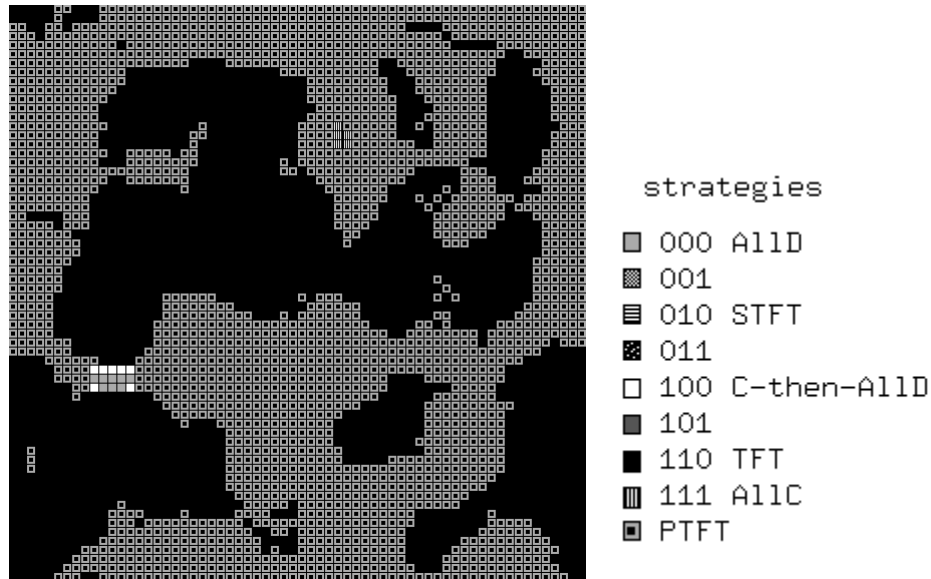 strategies
000 AllD
001
010 STFT
011
100 C-then-AllD
101
110 TFT
111 AllC
PTFT